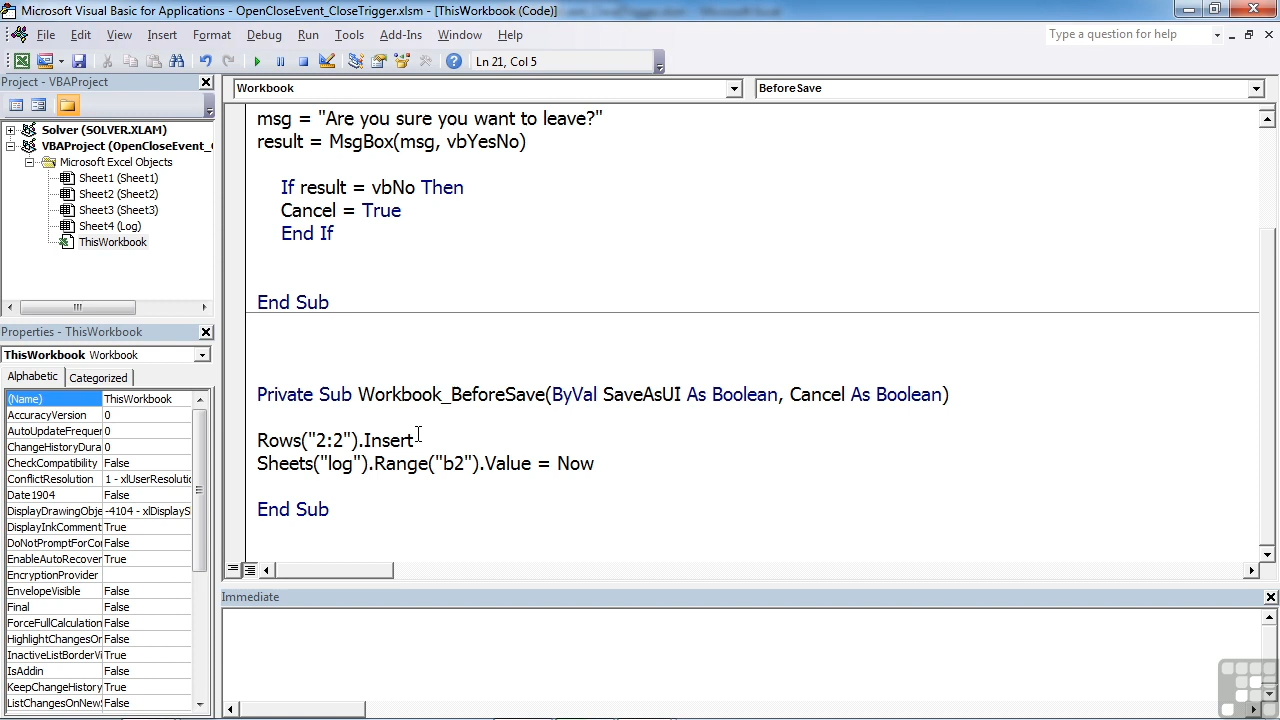 Microsoft Visual Basic for Applications - OpenCloseEvent_CloseTrigger.xlsm - [ThisWorkbook (Code)]
File Edit View Insert Format Debug Run Tools Add-Ins Window Help
Type a question for help
Ln 21, Col 5
Project - VBAProject
Workbook
BeforeSave
Solver (SOLVER.XLAM)
VBAProject (OpenCloseEvent_
Microsoft Excel Objects
Sheet1 (Sheet1)
Sheet2 (Sheet2)
Sheet3 (Sheet3)
Sheet4 (Log)
ThisWorkbook
Properties - ThisWorkbook
ThisWorkbook Workbook
Alphabetic Categorized
(Name) ThisWorkbook
AccuracyVersion 0
AutoUpdateFrequer 0
ChangeHistoryDura 0
CheckCompatibility False
ConflictResolution 1 - xlUserResolutio
Date1904 False
DisplayDrawingObje -4104 - xlDisplayS
DisplayInkComment True
DoNotPromptForCo False
EnableAutoRecover True
EncryptionProvider
EnvelopeVisible False
Final False
ForceFullCalculation False
HighlightChangesOr False
InactiveListBorderVi True
IsAddin False
KeepChangeHistory True
ListChangesOnNew False
msg = "Are you sure you want to leave?"
result = MsgBox(msg, vbYesNo)
If result = vbNo Then
Cancel = True
End If
End Sub
Private Sub Workbook_BeforeSave(ByVal SaveAsUI As Boolean, Cancel As Boolean)
Rows("2:2").Insert
Sheets("log").Range("b2").Value = Now
End Sub
Immediate